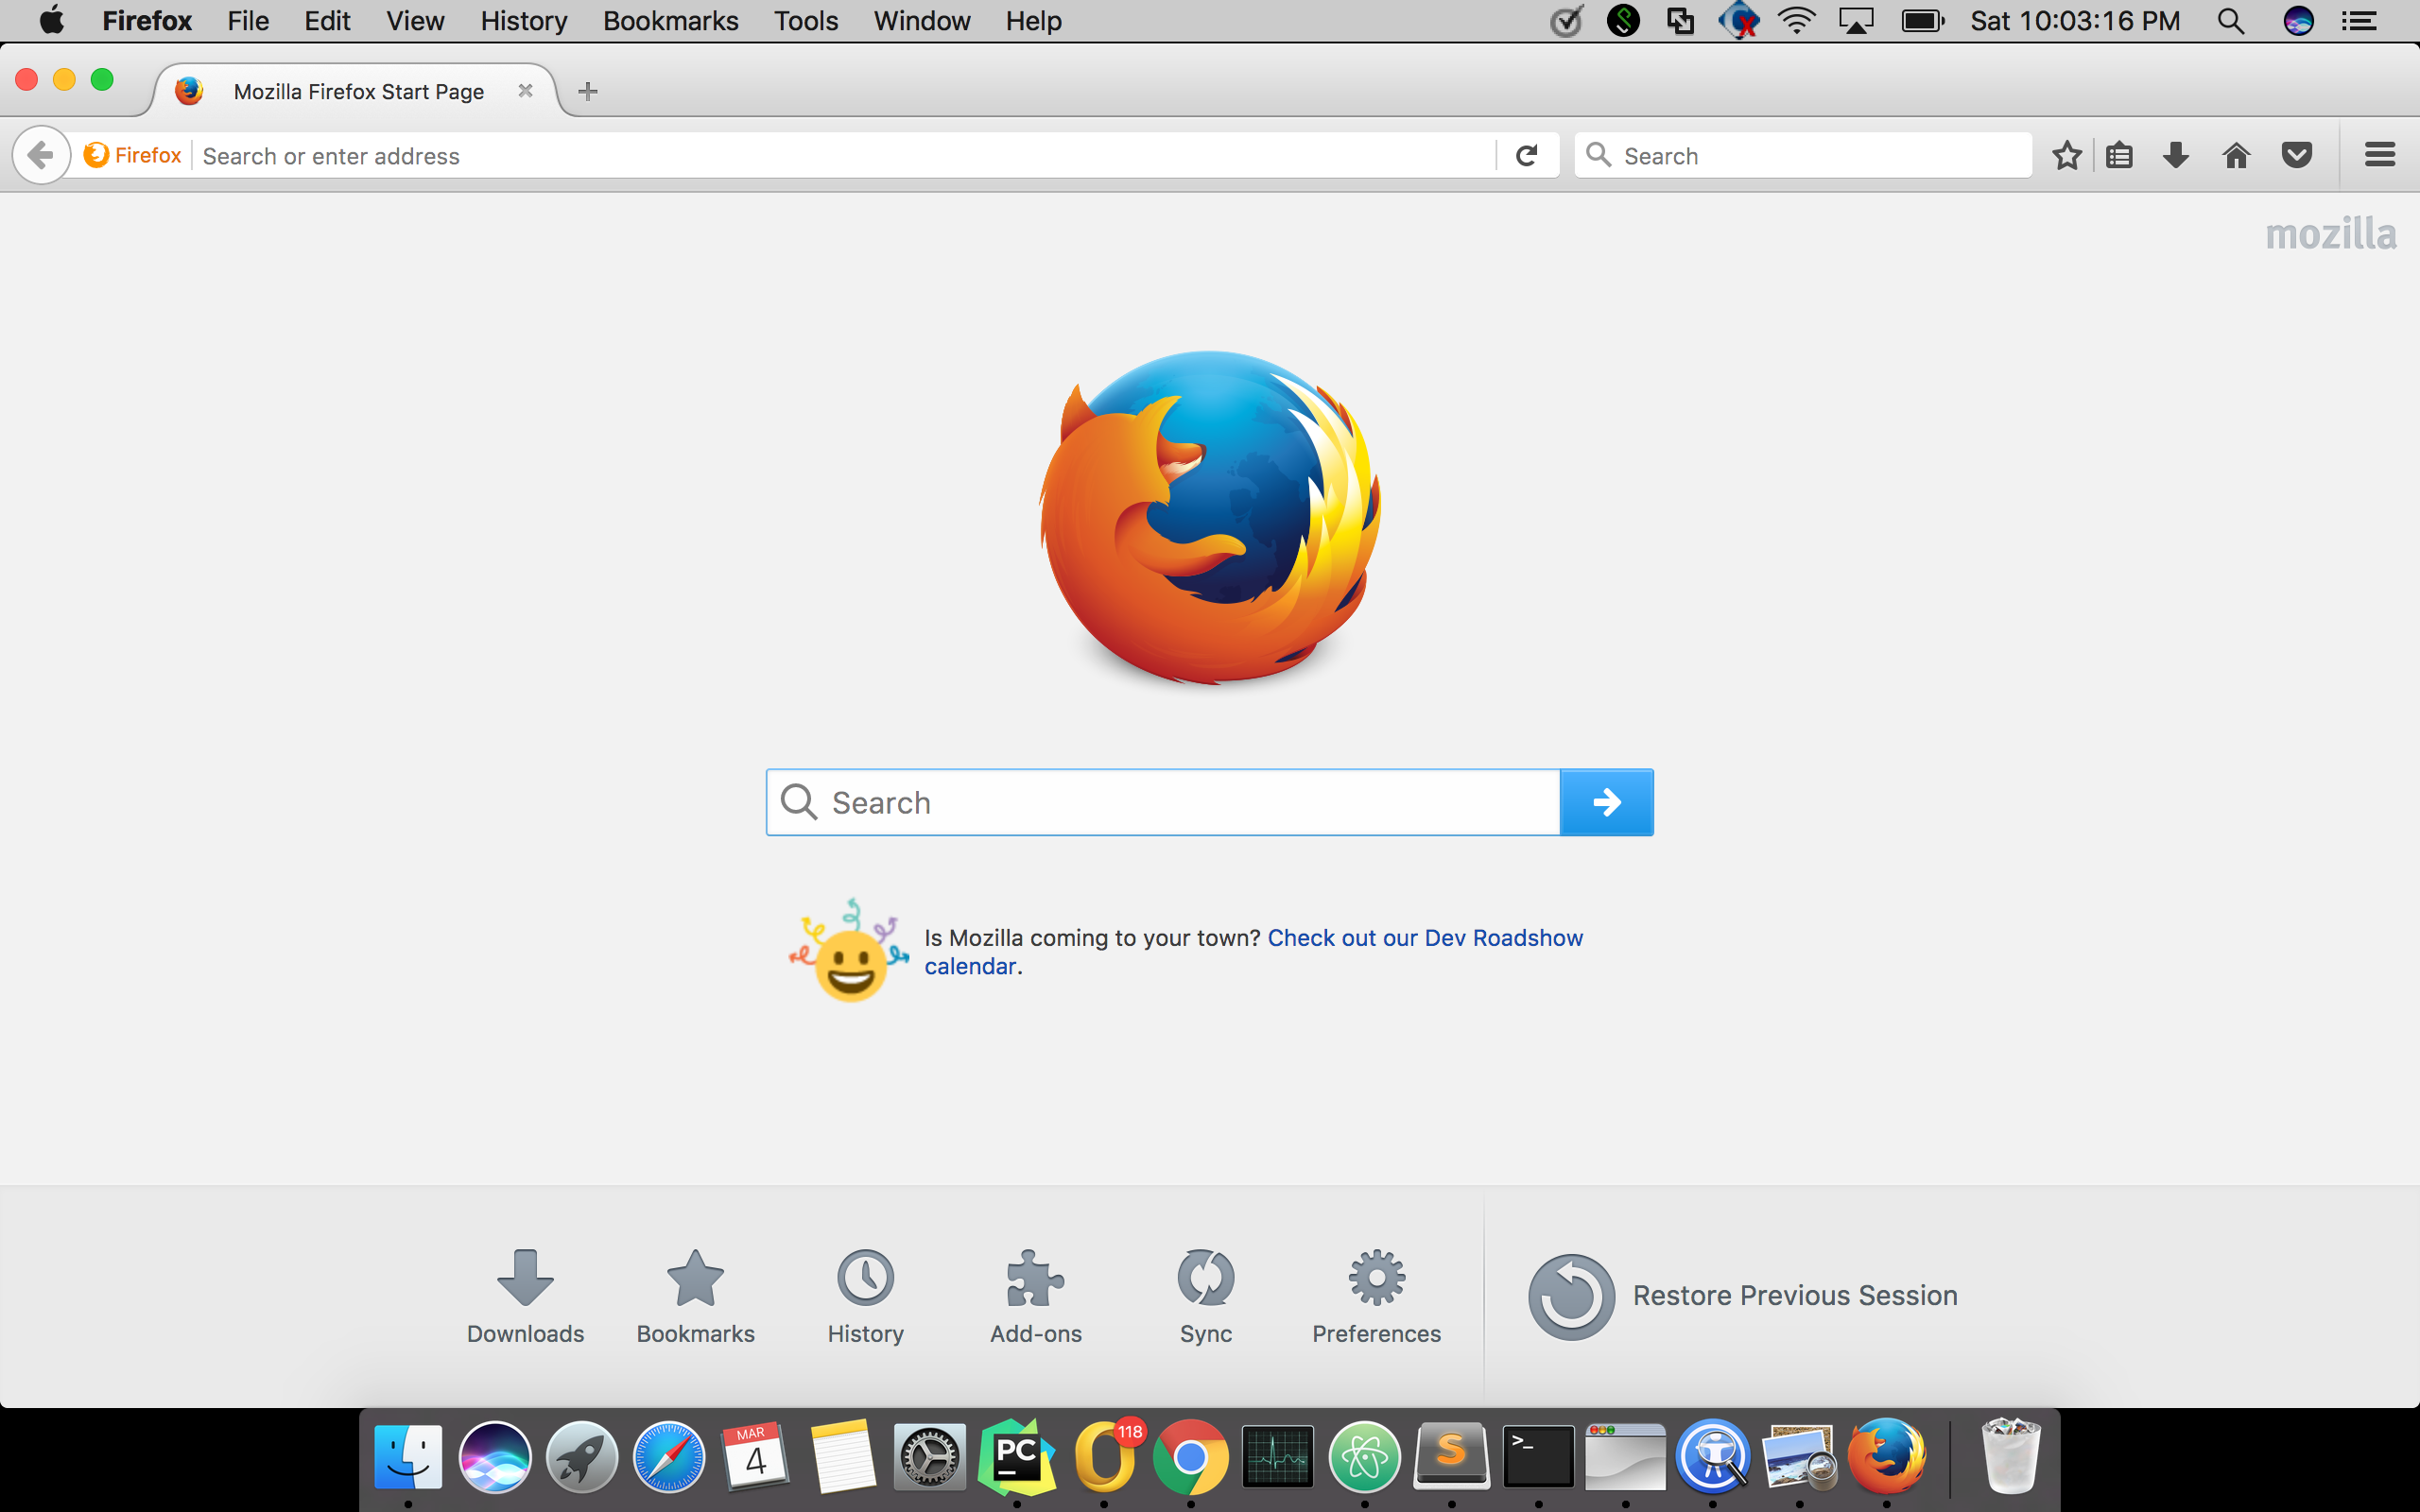 Firefox File Edit View History Bookmarks Tools Window Help Sat 10:03:16 PM
Mozilla Firefox Start Page
Firefox Search or enter address Search
mozilla
Search
Is Mozilla coming to your town? Check out our Dev Roadshow
calendar.
Downloads Bookmarks History Add-ons Sync Preferences Restore Previous Session
MAR
4
PC
118
S
>_